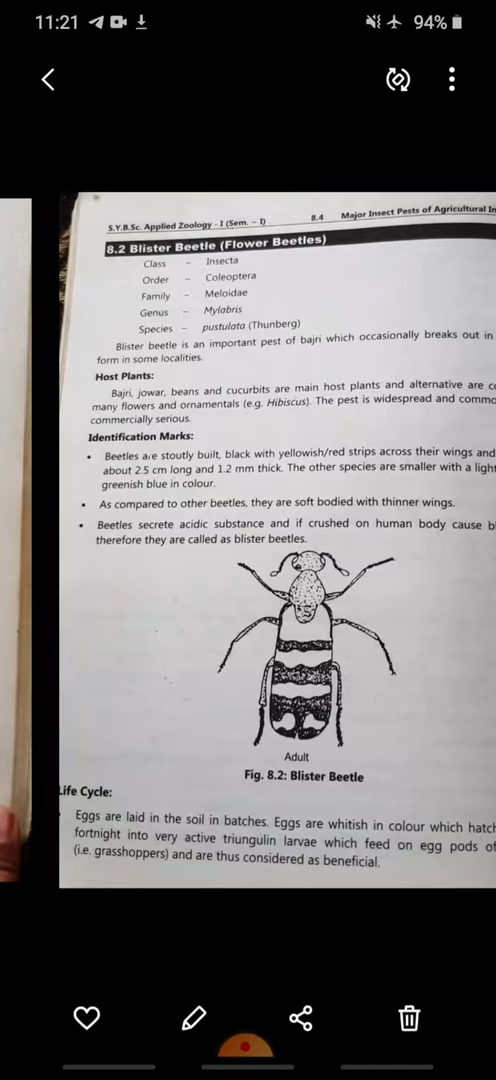 11:21
94%
S.Y.B.Sc. Applied Zoology - I (Sem. – I) 8.4 Major Insect Pests of Agricultural
8.2 Blister Beetle (Flower Beetles)
Class – Insecta
Order – Coleoptera
Family – Meloidae
Genus – Mylabris
Species – pustulata (Thunberg)
Blister beetle is an important pest of bajri which occasionally breaks out in
form in some localities.
Host Plants:
Bajri, jowar, beans and cucurbits are main host plants and alternative are
many flowers and ornamentals (e.g. Hibiscus). The pest is widespread and
commercially serious.
Identification Marks:
• Beetles are stoutly built, black with yellowish/red strips across their wings and
about 2.5 cm long and 1.2 mm thick. The other species are smaller with a light
greenish blue in colour.
• As compared to other beetles, they are soft bodied with thinner wings.
• Beetles secrete acidic substance and if crushed on human body cause
therefore they are called as blister beetles.
Adult
Fig. 8.2: Blister Beetle
Life Cycle:
Eggs are laid in the soil in batches. Eggs are whitish in colour which hatch
fortnight into very active triungulin larvae which feed on egg pods of
(i.e. grasshoppers) and are thus considered as beneficial.